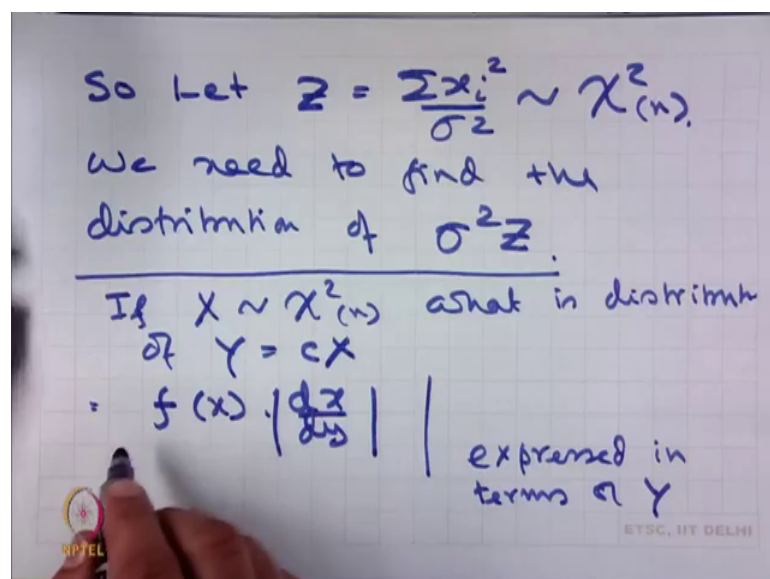 So Let Z = Σxᵢ²/σ² ~ χ²(n).
We need to find the
distribution of σ²Z.
If X ~ χ²(n) what is distribut
of Y = cX
= f(x) · |dx/dy| |
expressed in
terms of Y
NPTEL
ETSC, IIT DELHI